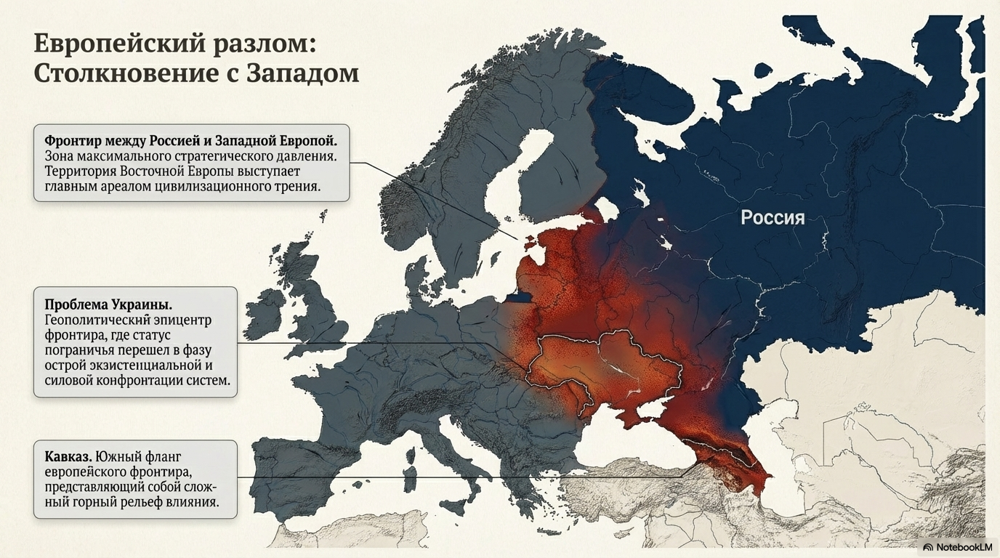 Европейский разлом:
Столкновение с Западом
Фронтир между Россией и Западной Европой.
Зона максимального стратегического давления.
Территория Восточной Европы выступает
главным ареалом цивилизационного трения.
Россия
Проблема Украины.
Геополитический эпицентр
фронтира, где статус
пограничья перешел в фазу
острой экзистенциальной и
силовой конфронтации систем.
Кавказ. Южный фланг
европейского фронтира,
представляющий собой слож-
ный горный рельеф влияния.
NotebookLM